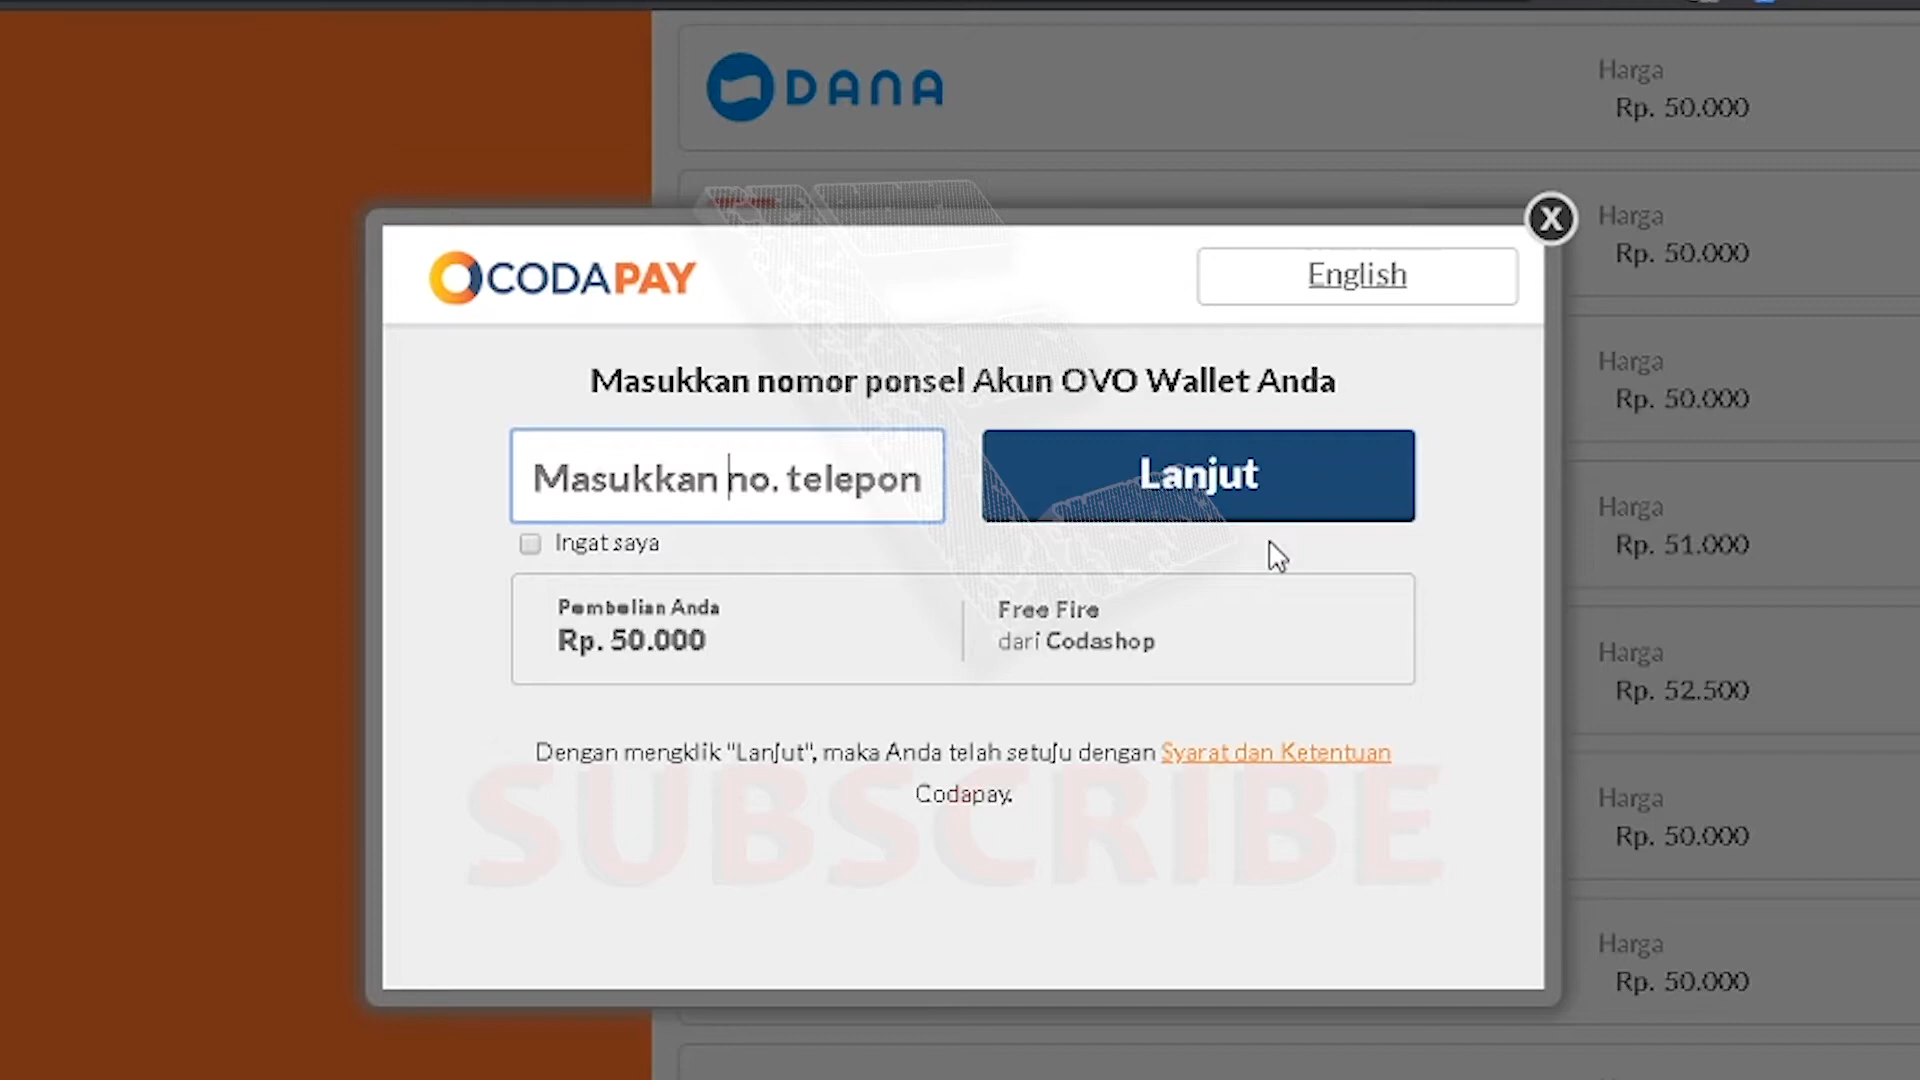 DANA
Harga
Rp. 50.000
Harga
Rp. 50.000
X
CODAPAY
English
Harga
Rp. 50.000
Masukkan nomor ponsel Akun OVO Wallet Anda
Masukkan no. telepon
Lanjut
Harga
Rp. 51.000
Ingat saya
Pembelian Anda
Rp. 50.000
Free Fire
dari Codashop
Harga
Rp. 52.500
Dengan mengklik "Lanjut", maka Anda telah setuju dengan Syarat dan Ketentuan
Codapay.
SUBSCRIBE
Harga
Rp. 50.000
Harga
Rp. 50.000